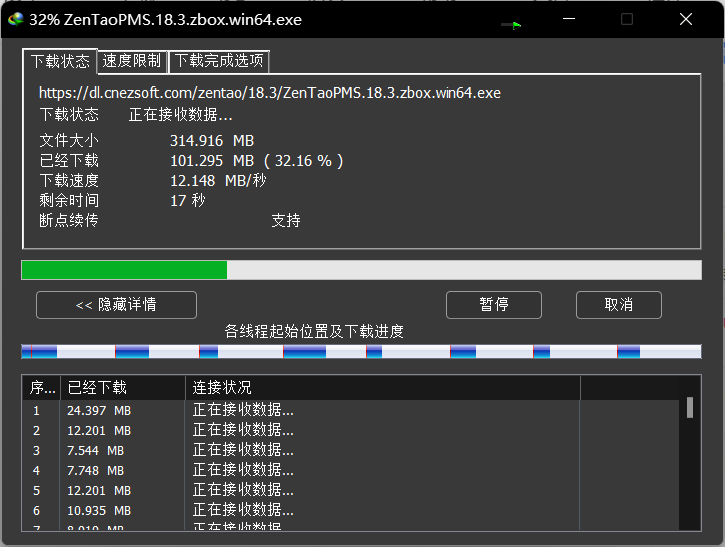 32% ZenTaoPMS.18.3.zbox.win64.exe
下载状态 速度限制 下载完成选项
https://dl.cnezsoft.com/zentao/18.3/ZenTaoPMS.18.3.zbox.win64.exe
下载状态 正在接收数据...
文件大小 314.916 MB
已经下载 101.295 MB ( 32.16 % )
下载速度 12.148 MB/秒
剩余时间 17 秒
断点续传 支持
<< 隐藏详情 暂停 取消
各线程起始位置及下载进度
序... 已经下载 连接状况
1 24.397 MB 正在接收数据...
2 12.201 MB 正在接收数据...
3 7.544 MB 正在接收数据...
4 7.748 MB 正在接收数据...
5 12.201 MB 正在接收数据...
6 10.935 MB 正在接收数据...
7 8.919 MB 正在接收数据...